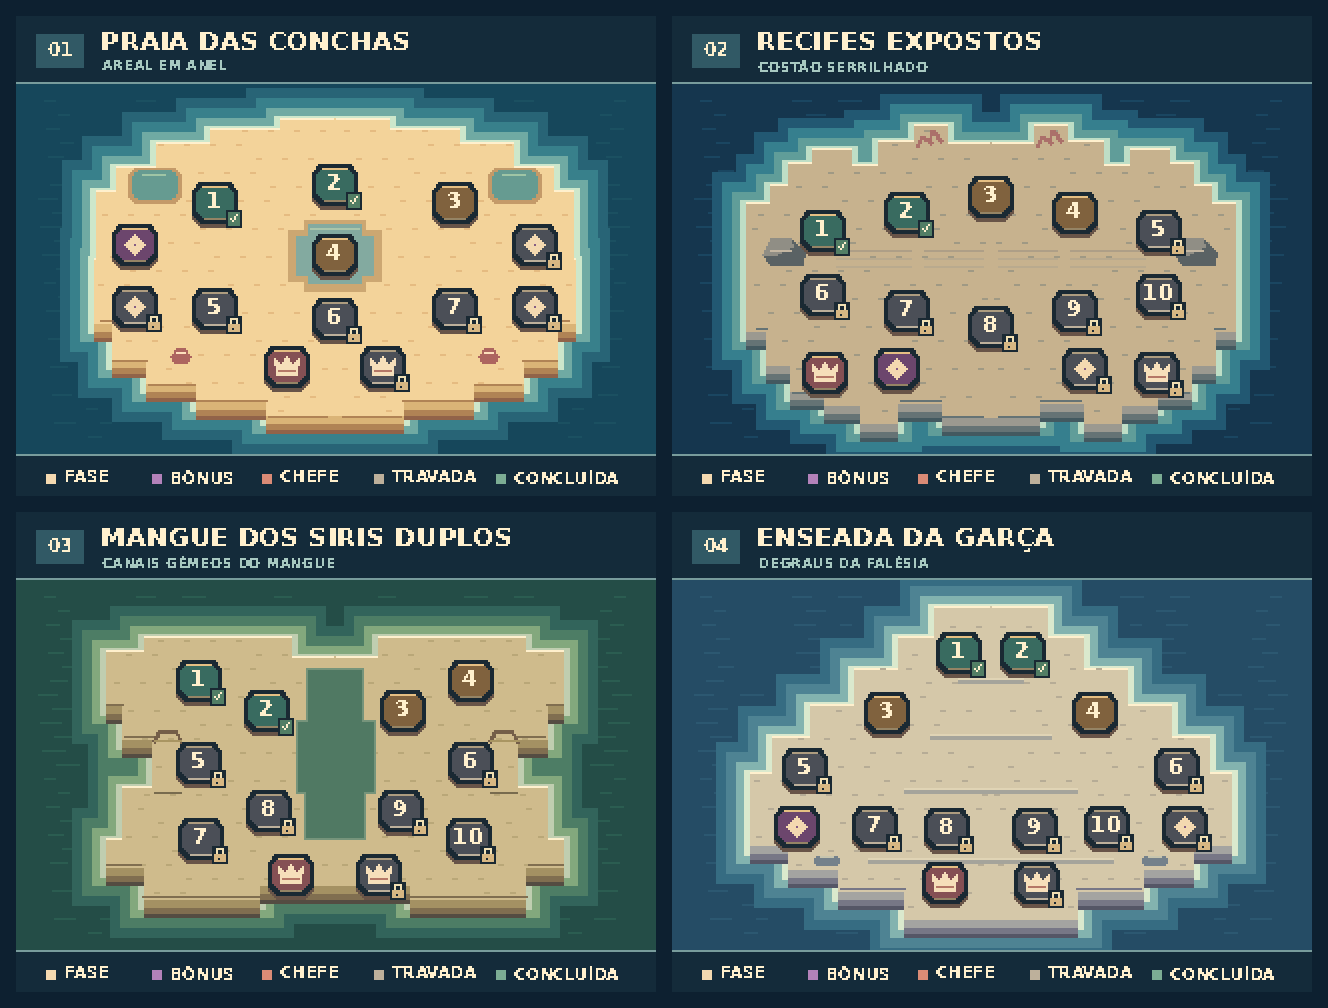 01 PRAIA DAS CONCHAS
AREAL EM ANEL
1 2 3
4
5 6 7
FASE BÔNUS CHEFE TRAVADA CONCLUÍDA
02 RECIFES EXPOSTOS
COSTÃO SERRILHADO
1 2 3 4 5
6 7 8 9 10
FASE BÔNUS CHEFE TRAVADA CONCLUÍDA
03 MANGUE DOS SIRIS DUPLOS
CANAIS GÊMEOS DO MANGUE
1 2 3 4
5 6
7 8 9 10
FASE BÔNUS CHEFE TRAVADA CONCLUÍDA
04 ENSEADA DA GARÇA
DEGRAUS DA FALÉSIA
1 2
3 4
5 6
7 8 9 10
FASE BÔNUS CHEFE TRAVADA CONCLUÍDA